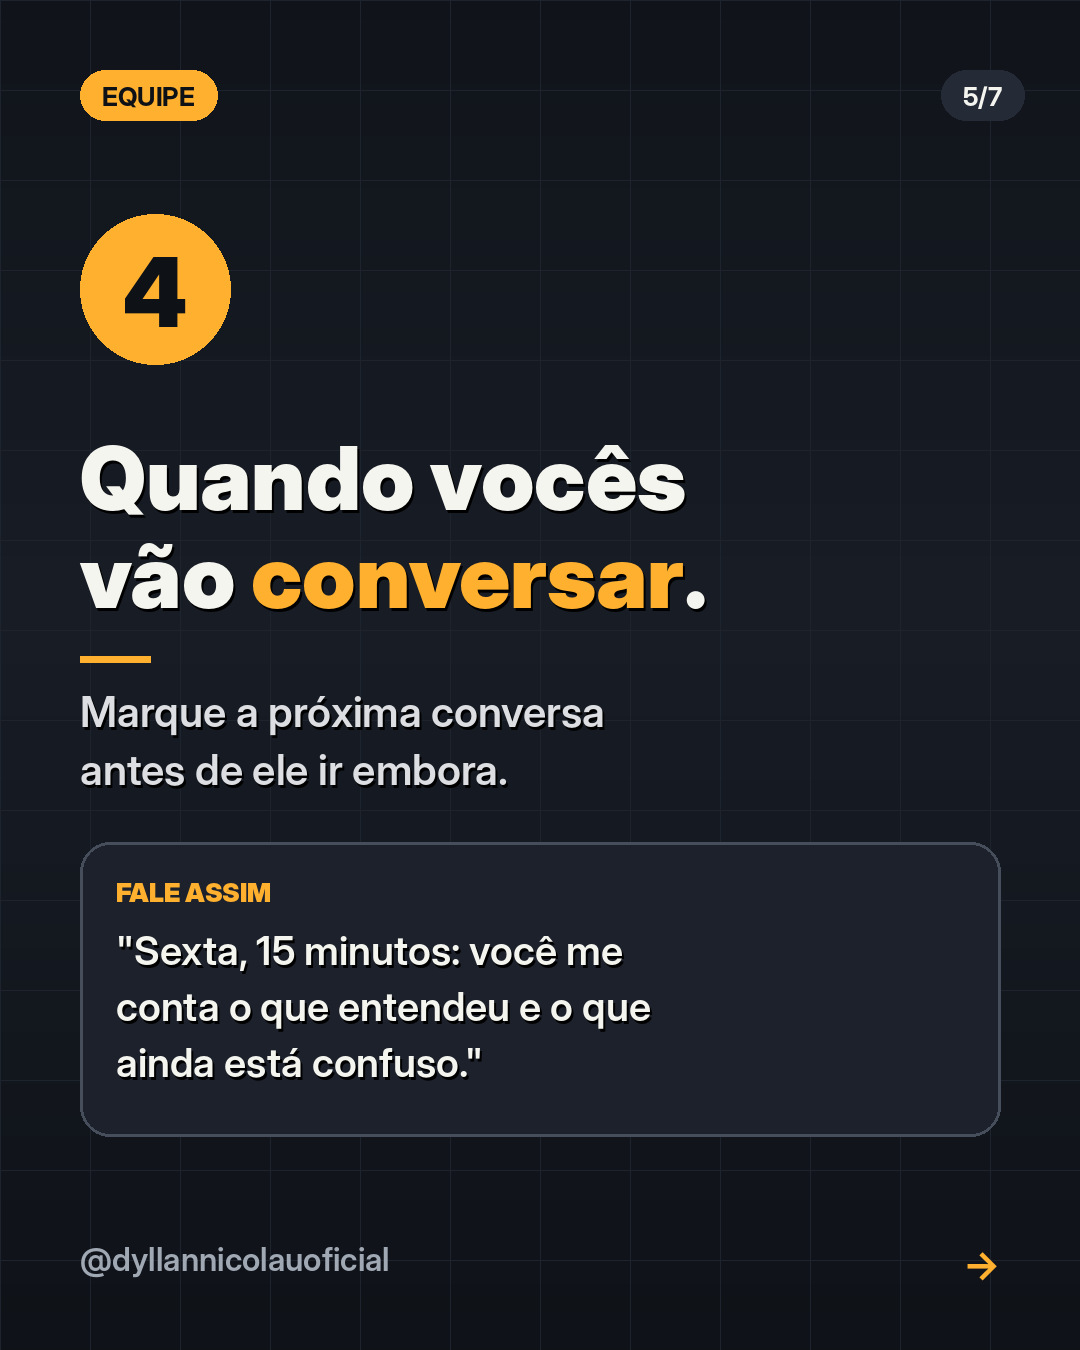 EQUIPE
5/7
4
Quando vocês
vão conversar.
Marque a próxima conversa
antes de ele ir embora.
FALE ASSIM
"Sexta, 15 minutos: você me
conta o que entendeu e o que
ainda está confuso."
@dyllannicolauoficial
→